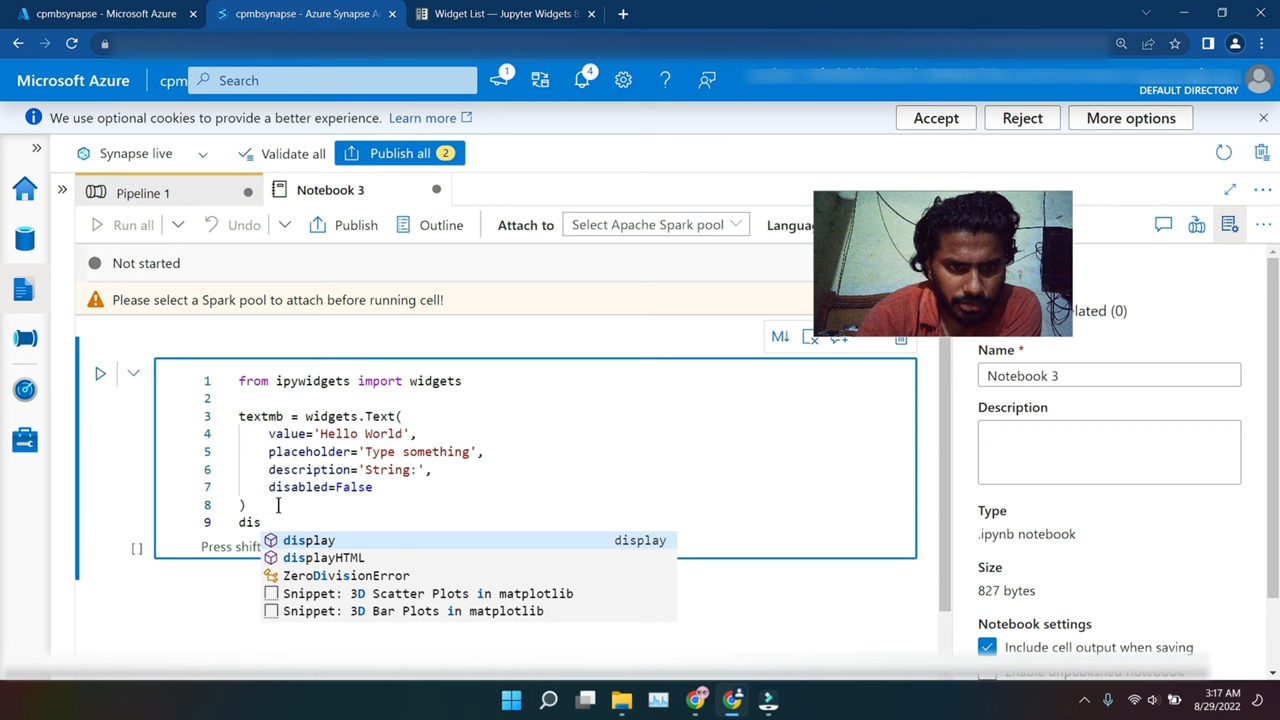 cpmbsynapse - Microsoft Azure
cpmbsynapse - Azure Synapse An
Widget List — Jupyter Widgets 8
Microsoft Azure
cpm
Search
1
4
DEFAULT DIRECTORY
We use optional cookies to provide a better experience. Learn more
Accept
Reject
More options
Synapse live
Validate all
Publish all 2
Pipeline 1
Notebook 3
Run all
Undo
Publish
Outline
Attach to
Select Apache Spark pool
Langua
Not started
Please select a Spark pool to attach before running cell!
M↓
lated (0)
1 from ipywidgets import widgets
2
3 textmb = widgets.Text(
4 value='Hello World',
5 placeholder='Type something',
6 description='String:',
7 disabled=False
8 )
9 dis
[ ]
Press shift
display display
displayHTML
ZeroDivisionError
Snippet: 3D Scatter Plots in matplotlib
Snippet: 3D Bar Plots in matplotlib
Name *
Notebook 3
Description
Type
.ipynb notebook
Size
827 bytes
Notebook settings
Include cell output when saving
Enable unpublished notebook
3:17 AM
8/29/2022